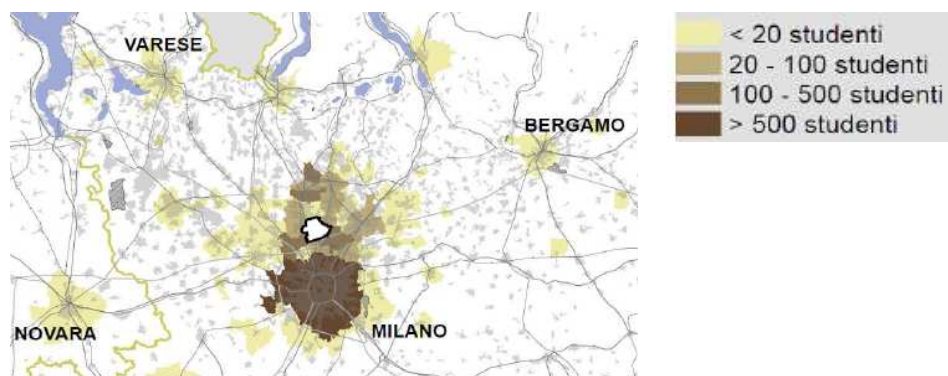 VARESE
BERGAMO
NOVARA
MILANO
< 20 studenti
20 - 100 studenti
100 - 500 studenti
> 500 studenti